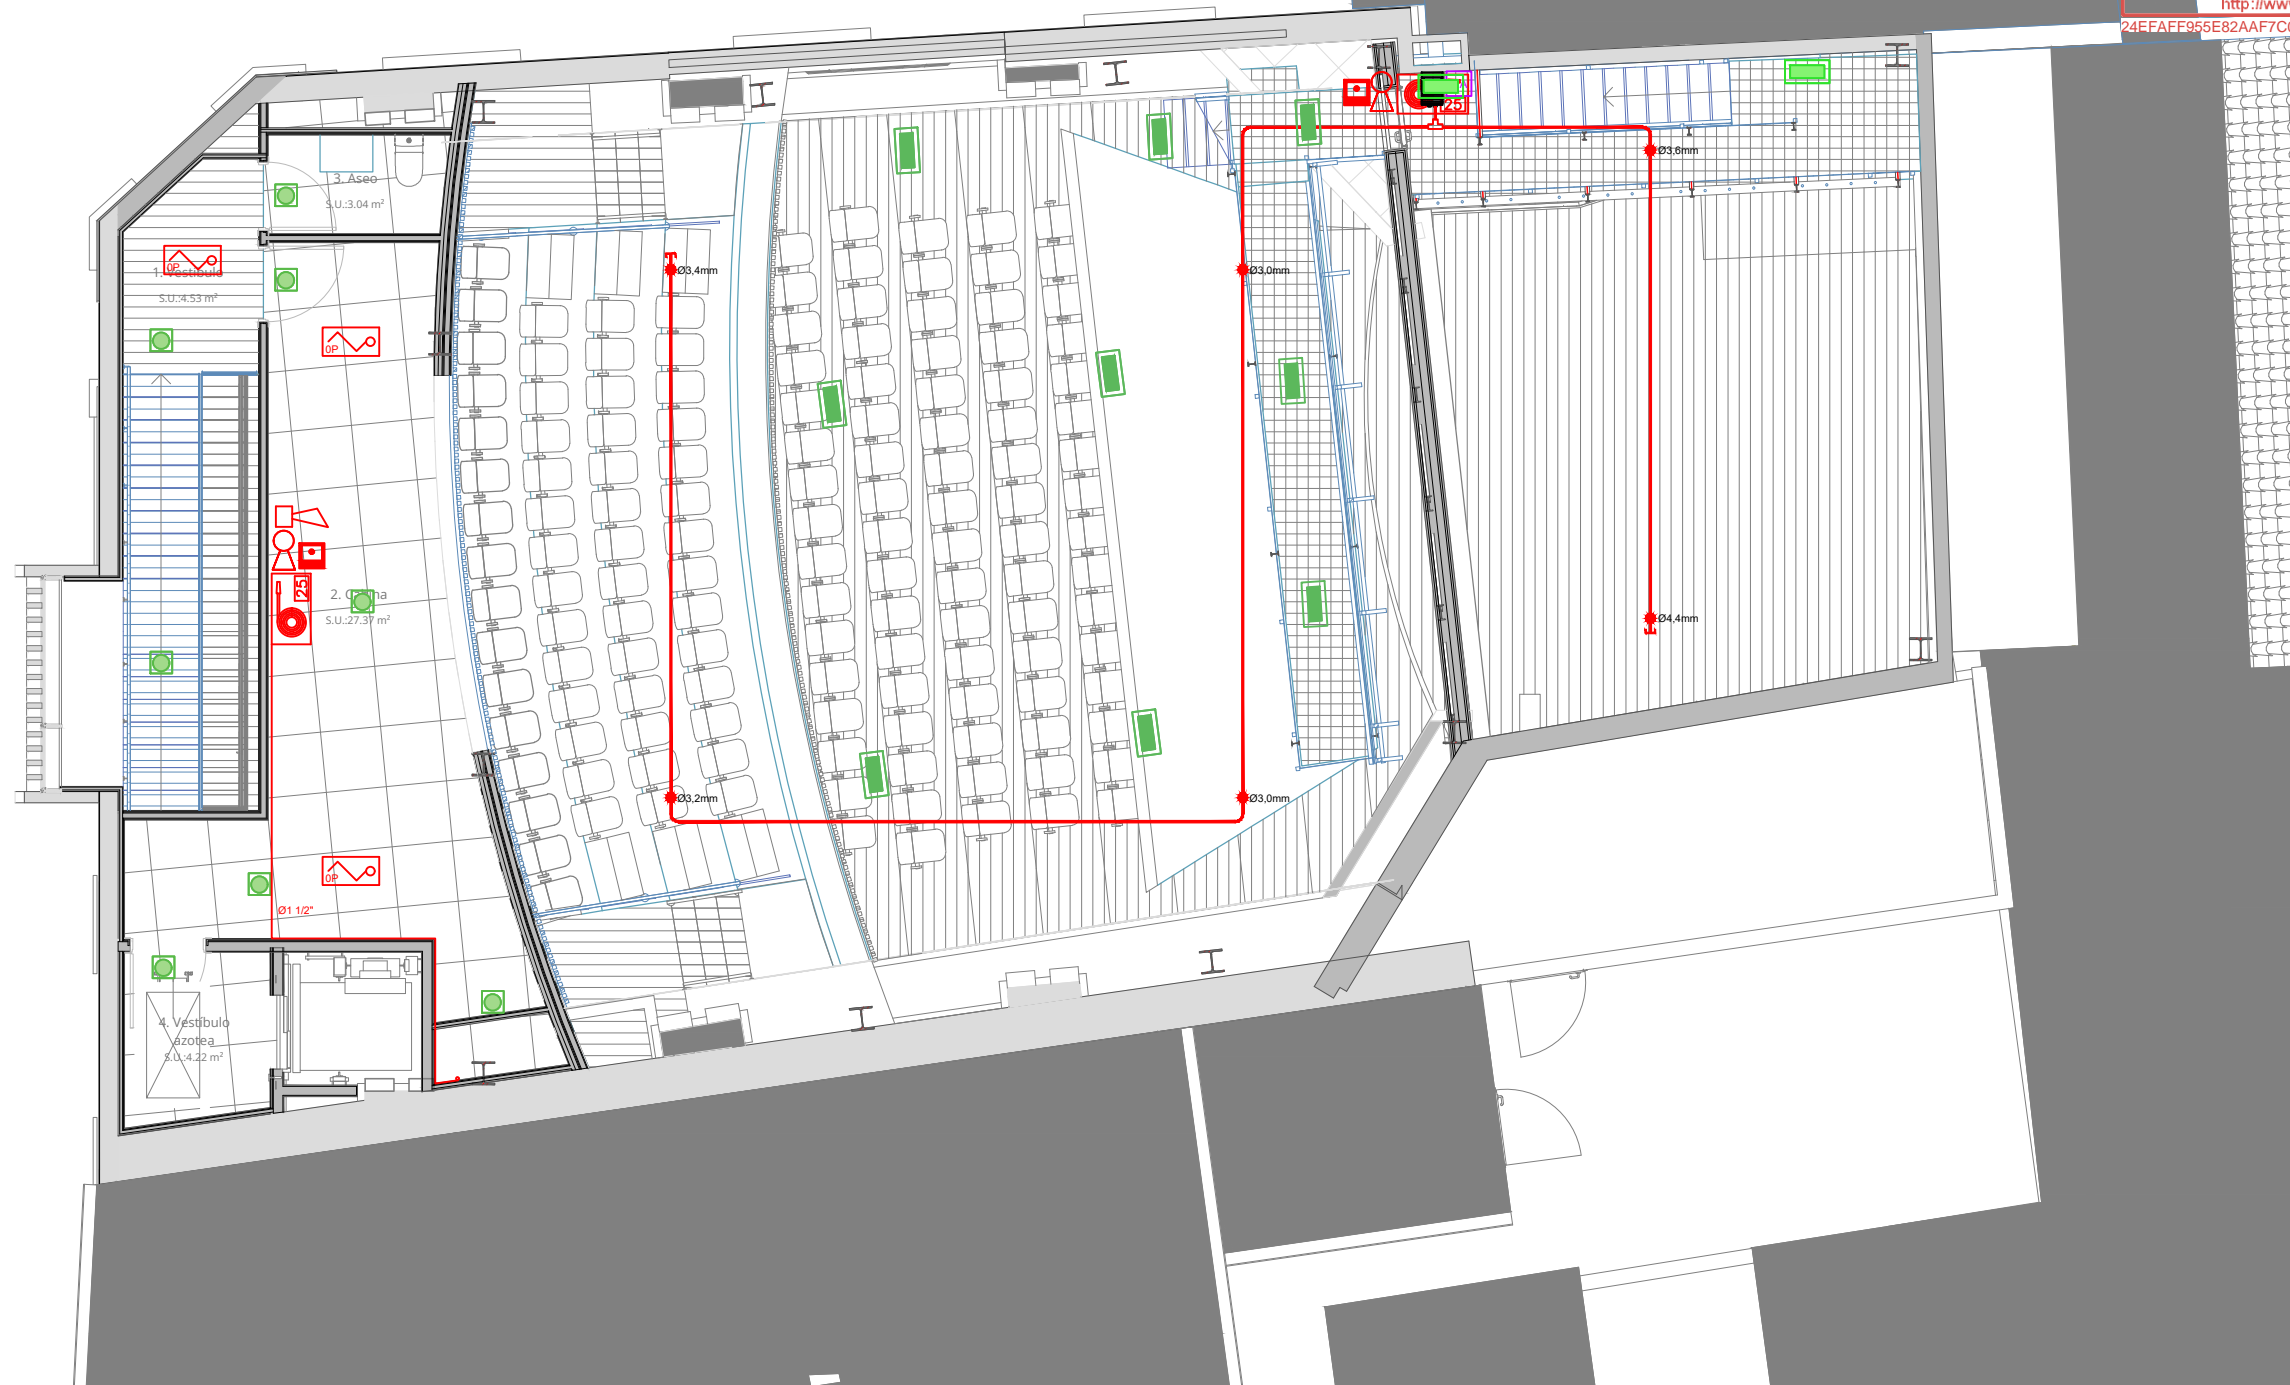 http://ww
24EFAFF955E82AAF7C
25
Ø3,6mm
3. Aseo
S.U.:3.04 m²
0P
1. Vestíbulo
S.U.:4.53 m²
Ø3,4mm
Ø3,0mm
0P
25
S.U.:27.37 m²
Ø4,4mm
Ø3,2mm
Ø3,0mm
0P
Ø1 1/2"
4. Vestíbulo
azotea
S.U.:4.22 m²